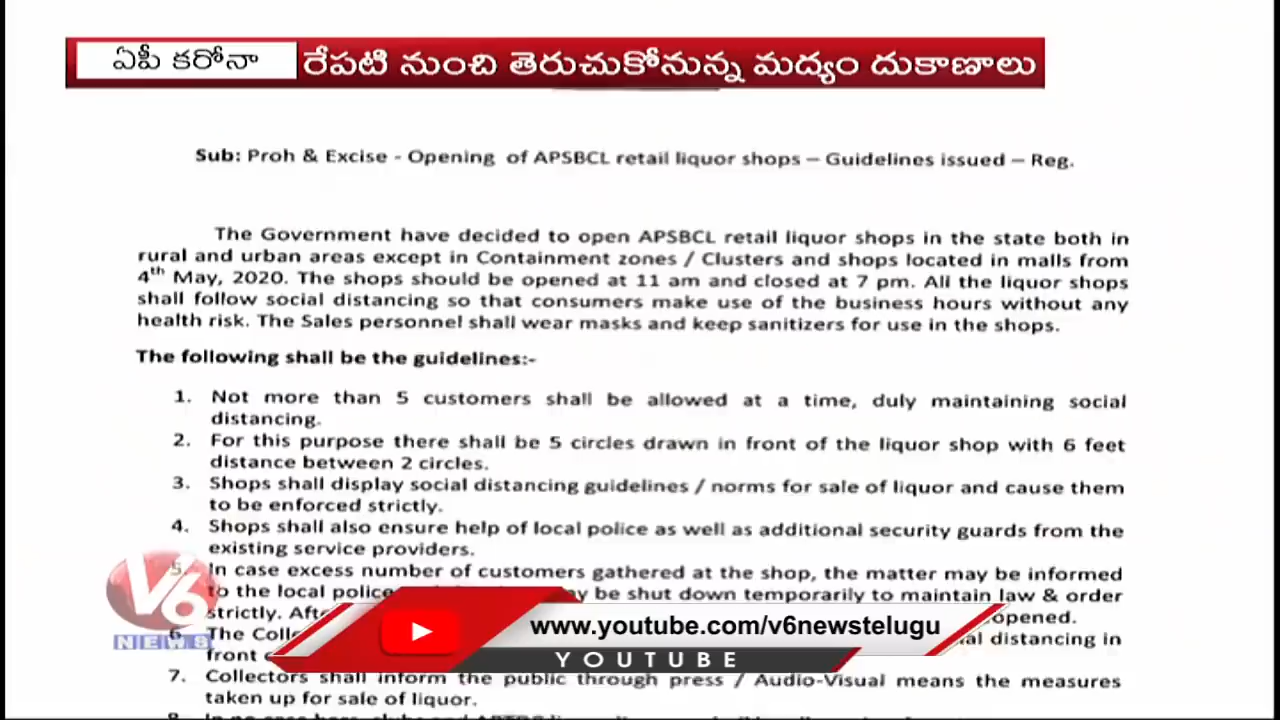 ఏపీ కరోనా
రేపటి నుంచి తెరుచుకోనున్న మద్యం దుకాణాలు
Sub: Proh & Excise - Opening of APSBCL retail liquor shops – Guidelines issued – Reg.
The Government have decided to open APSBCL retail liquor shops in the state both in
rural and urban areas except in Containment zones / Clusters and shops located in malls from
4th May, 2020. The shops should be opened at 11 am and closed at 7 pm. All the liquor shops
shall follow social distancing so that consumers make use of the business hours without any
health risk. The Sales personnel shall wear masks and keep sanitizers for use in the shops.
The following shall be the guidelines:-
1. Not more than 5 customers shall be allowed at a time, duly maintaining social
distancing.
2. For this purpose there shall be 5 circles drawn in front of the liquor shop with 6 feet
distance between 2 circles.
3. Shops shall display social distancing guidelines / norms for sale of liquor and cause them
to be enforced strictly.
4. Shops shall also ensure help of local police as well as additional security guards from the
existing service providers.
5. In case excess number of customers gathered at the shop, the matter may be informed
to the local police be shut down temporarily to maintain law & order
strictly. opened.
6. The distancing in
front
7. Collectors shall inform the public through press / Audio-Visual means the measures
taken up for sale of liquor.
V6
NEWS
www.youtube.com/v6newstelugu
YOUTUBE